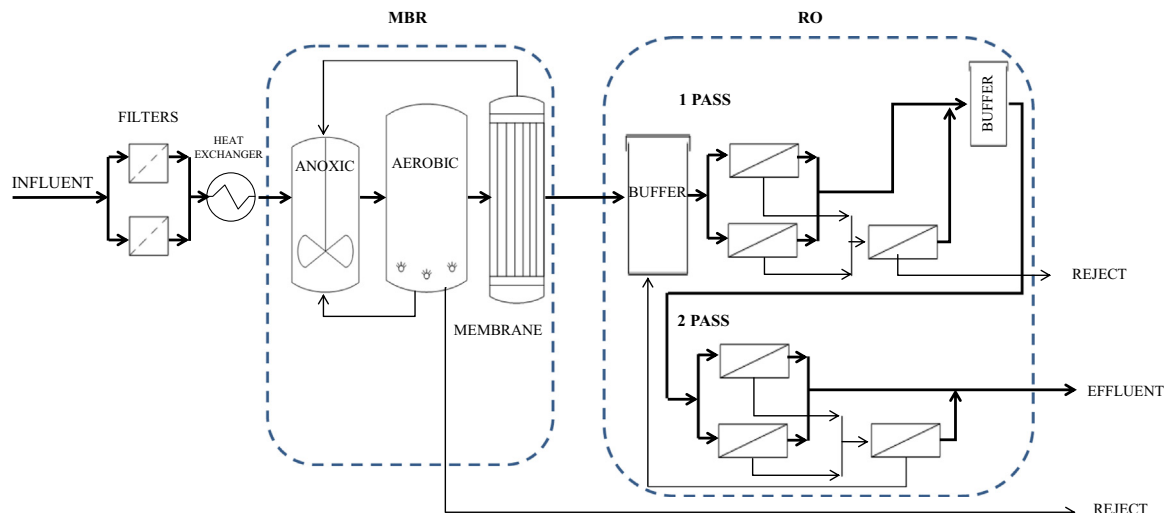 MBR
RO
1 PASS
BUFFER
FILTERS
HEAT
EXCHANGER
ANOXIC
AEROBIC
INFLUENT
BUFFER
REJECT
2 PASS
MEMBRANE
EFFLUENT
REJECT